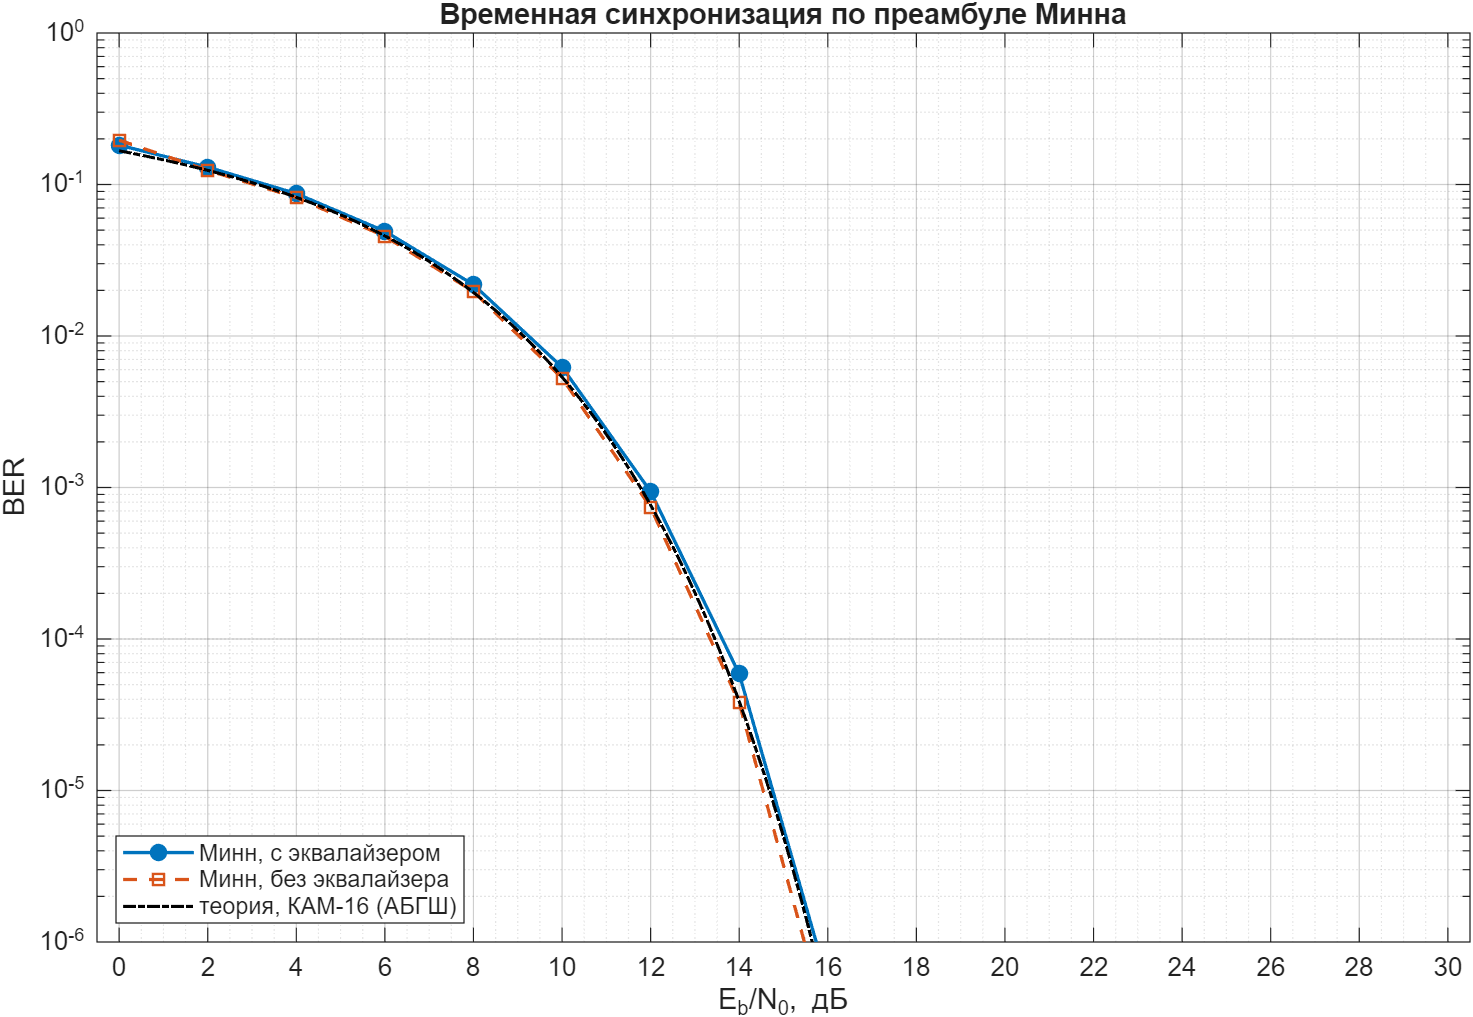 Временная синхронизация по преамбуле Минна
10^0
10^-1
10^-2
10^-3
10^-4
10^-5
10^-6
BER
Минн, с эквалайзером
Минн, без эквалайзера
теория, КАМ-16 (АБГШ)
0 2 4 6 8 10 12 14 16 18 20 22 24 26 28 30
E_b/N_0, дБ